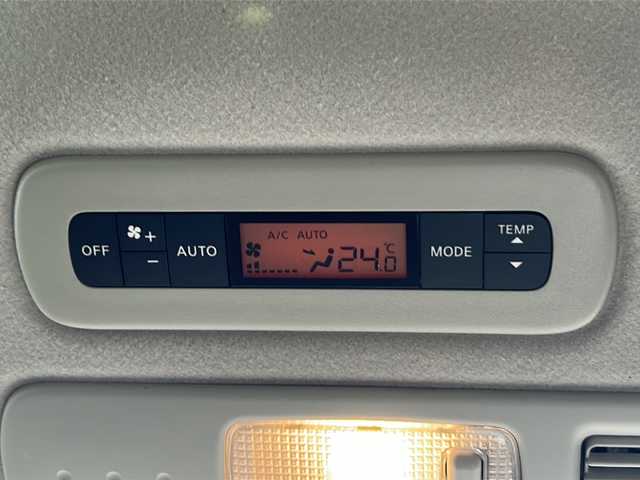 OFF
+
-
AUTO
A/C AUTO
24.0 °C
MODE
TEMP